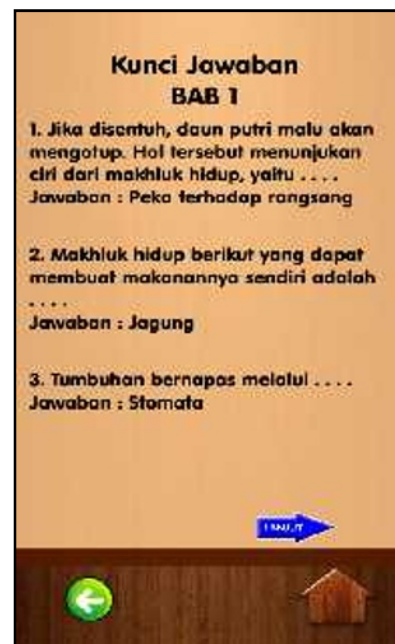 Kunci Jawaban
BAB 1
1. Jika disentuh, daun putri malu akan
mengatup. Hal tersebut menunjukan
ciri dari makhluk hidup, yaitu . . . .
Jawaban : Peka terhadap rangsang
2. Makhluk hidup berikut yang dapat
membuat makanannya sendiri adalah
. . . .
Jawaban : Jagung
3. Tumbuhan bernapas melalui . . . .
Jawaban : Stomata
LANJUT